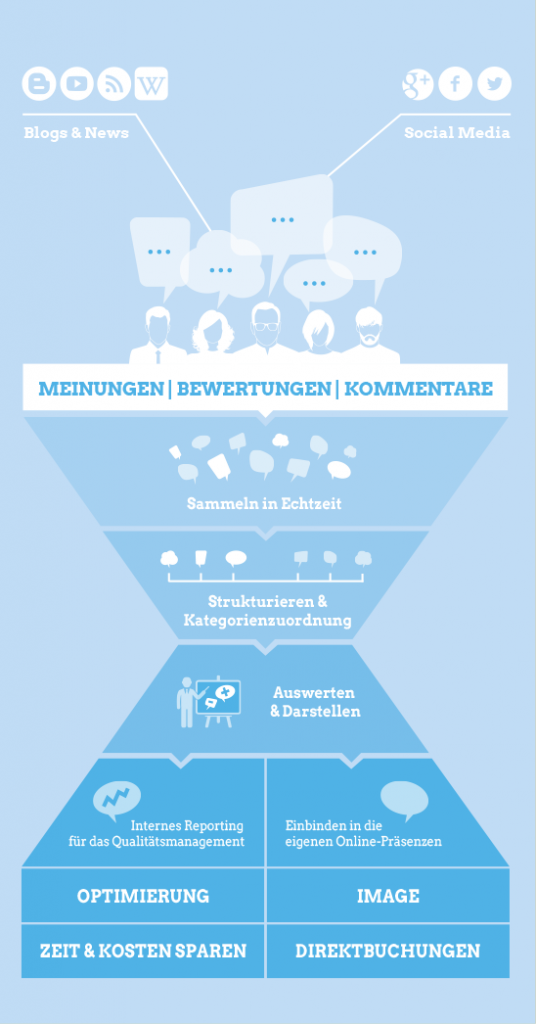 W
g+
f
Blogs & News
Social Media
MEINUNGEN | BEWERTUNGEN | KOMMENTARE
Sammeln in Echtzeit
Strukturieren &
Kategorienzuordnung
Auswerten
& Darstellen
Internes Reporting
für das Qualitätsmanagement
Einbinden in die
eigenen Online-Präsenzen
OPTIMIERUNG
IMAGE
ZEIT & KOSTEN SPAREN
DIREKTBUCHUNGEN